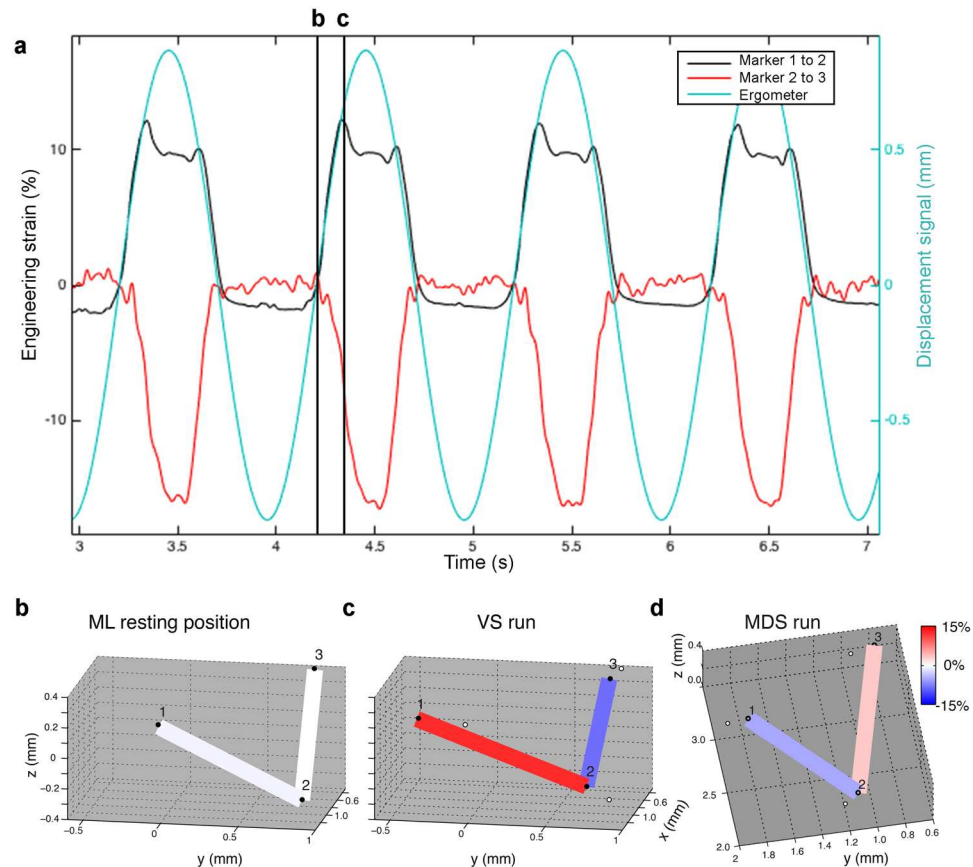 b c
a
Marker 1 to 2
Marker 2 to 3
Ergometer
10
0
-10
Engineering strain (%)
0.5
0
-0.5
Displacement signal (mm)
3 3.5 4 4.5 5 5.5 6 6.5 7
Time (s)
b
ML resting position
0.4
0.2
0
-0.2
-0.4
z (mm)
1
2
3
-0.5 0 1
0.6
1.0
y (mm)
c
VS run
1
2
3
-0.5 0 1
0.6
1.0
y (mm)
x (mm)
d
MDS run
z (mm)
0.4
0.0
3.0
2.5
2.0
1
2
3
2 1.8 1.6 1.4 1.2 1.0 0.8 0.6
y (mm)
15%
0%
-15%